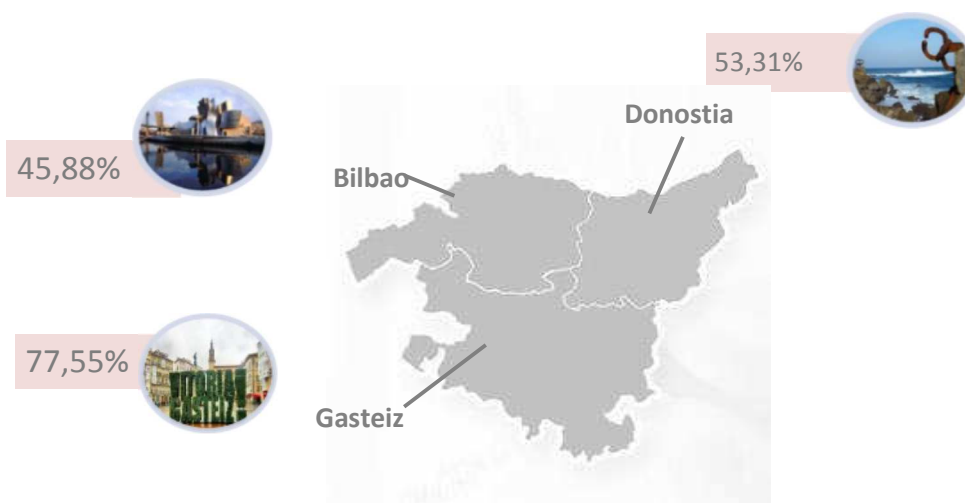 53,31%
Donostia
45,88%
Bilbao
77,55%
VITORIA
GASTEIZ
Gasteiz